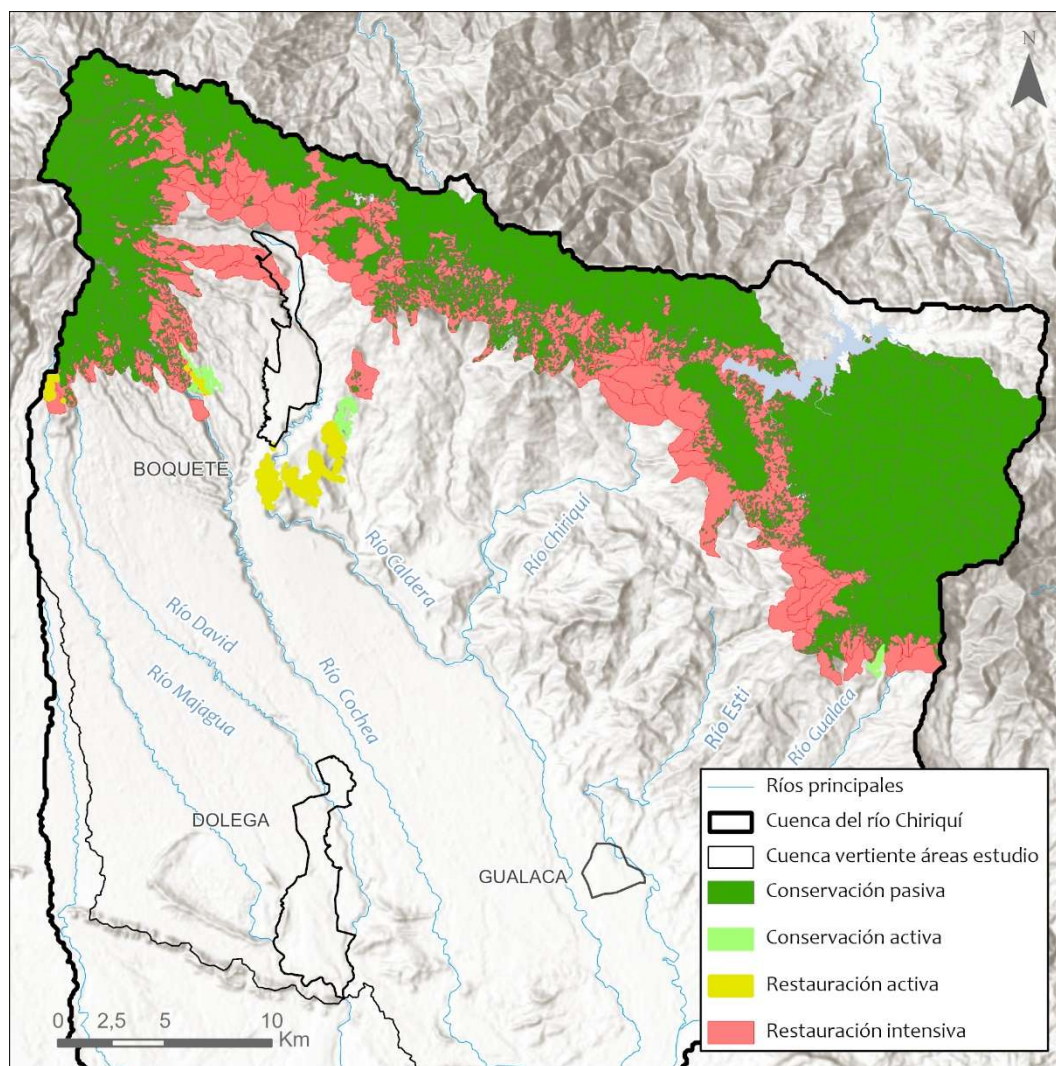 N
BOQUETE
Río Chiriquí
Río Caldera
Río David
Río Majagua
Río Cochea
Río Esti
Río Gualaca
DOLEGA
GUALACA
Ríos principales
Cuenca del río Chiriquí
Cuenca vertiente áreas estudio
Conservación pasiva
Conservación activa
Restauración activa
Restauración intensiva
0 2,5 5 10
Km